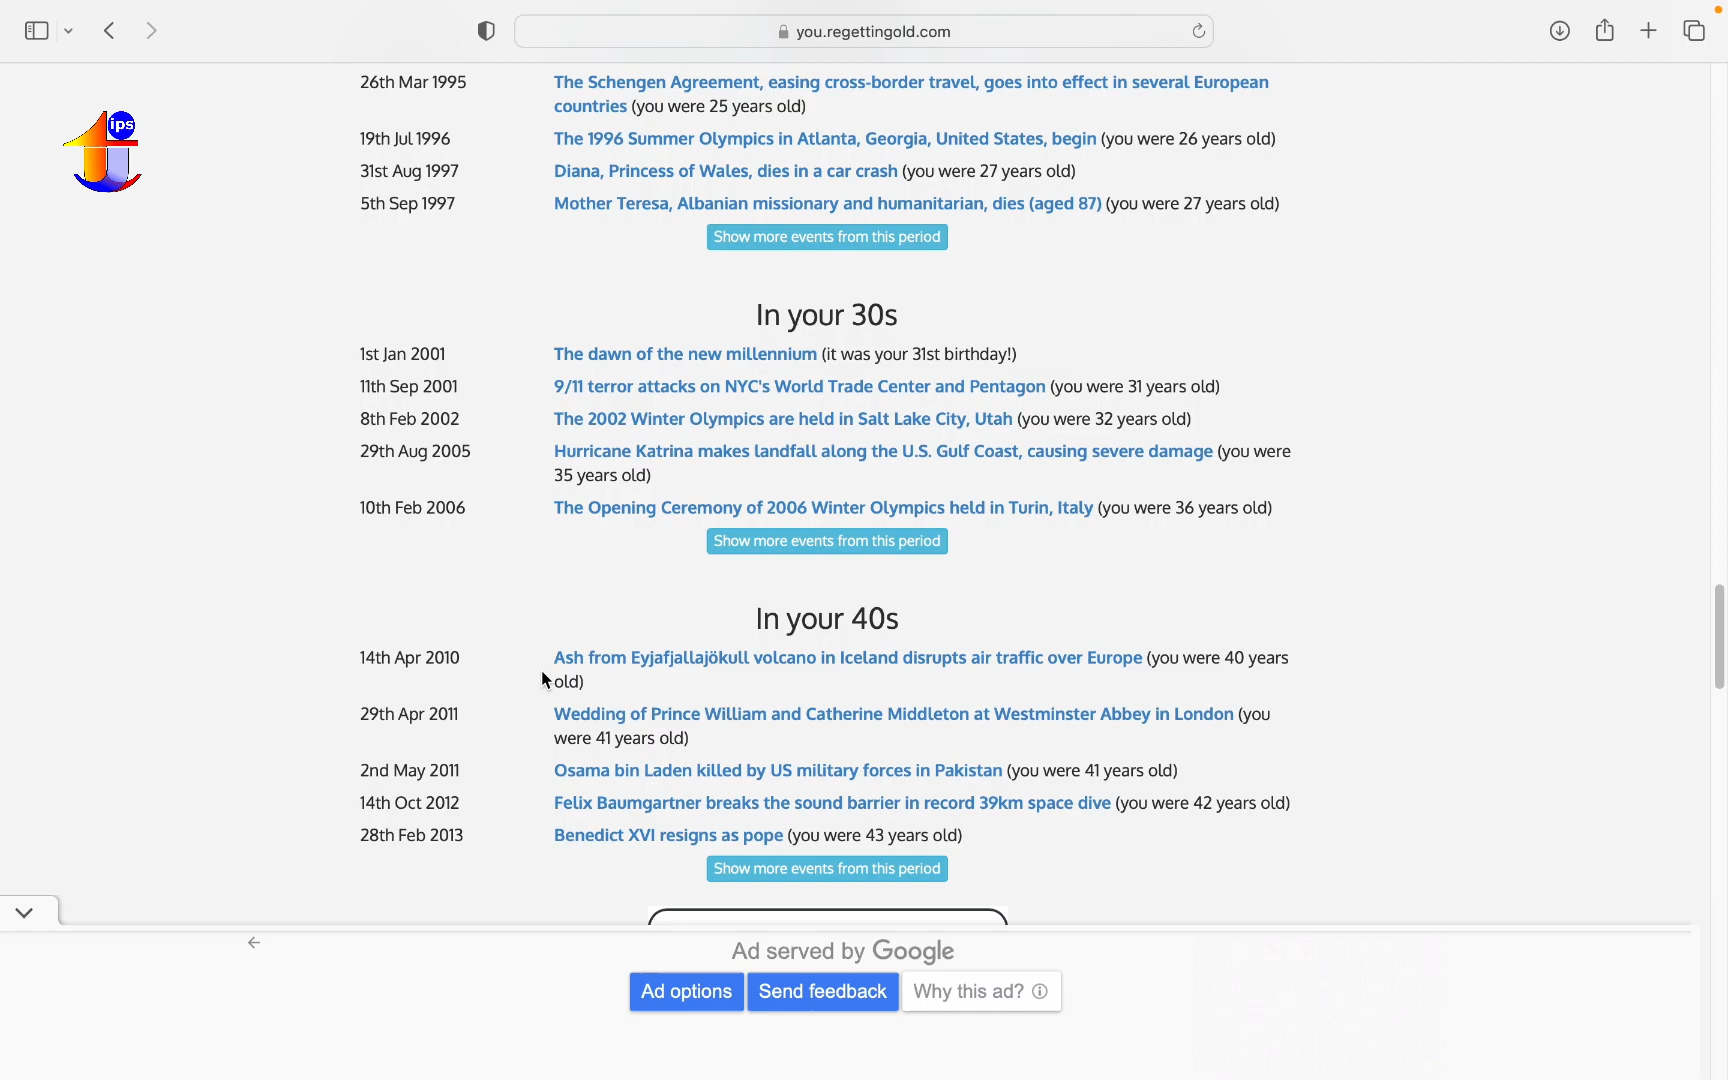 you.regettingold.com
ips
26th Mar 1995 The Schengen Agreement, easing cross-border travel, goes into effect in several European
countries (you were 25 years old)
19th Jul 1996 The 1996 Summer Olympics in Atlanta, Georgia, United States, begin (you were 26 years old)
31st Aug 1997 Diana, Princess of Wales, dies in a car crash (you were 27 years old)
5th Sep 1997 Mother Teresa, Albanian missionary and humanitarian, dies (aged 87) (you were 27 years old)
Show more events from this period
In your 30s
1st Jan 2001 The dawn of the new millennium (it was your 31st birthday!)
11th Sep 2001 9/11 terror attacks on NYC's World Trade Center and Pentagon (you were 31 years old)
8th Feb 2002 The 2002 Winter Olympics are held in Salt Lake City, Utah (you were 32 years old)
29th Aug 2005 Hurricane Katrina makes landfall along the U.S. Gulf Coast, causing severe damage (you were
35 years old)
10th Feb 2006 The Opening Ceremony of 2006 Winter Olympics held in Turin, Italy (you were 36 years old)
Show more events from this period
In your 40s
14th Apr 2010 Ash from Eyjafjallajökull volcano in Iceland disrupts air traffic over Europe (you were 40 years
old)
29th Apr 2011 Wedding of Prince William and Catherine Middleton at Westminster Abbey in London (you
were 41 years old)
2nd May 2011 Osama bin Laden killed by US military forces in Pakistan (you were 41 years old)
14th Oct 2012 Felix Baumgartner breaks the sound barrier in record 39km space dive (you were 42 years old)
28th Feb 2013 Benedict XVI resigns as pope (you were 43 years old)
Show more events from this period
Ad served by Google
Ad options Send feedback Why this ad?